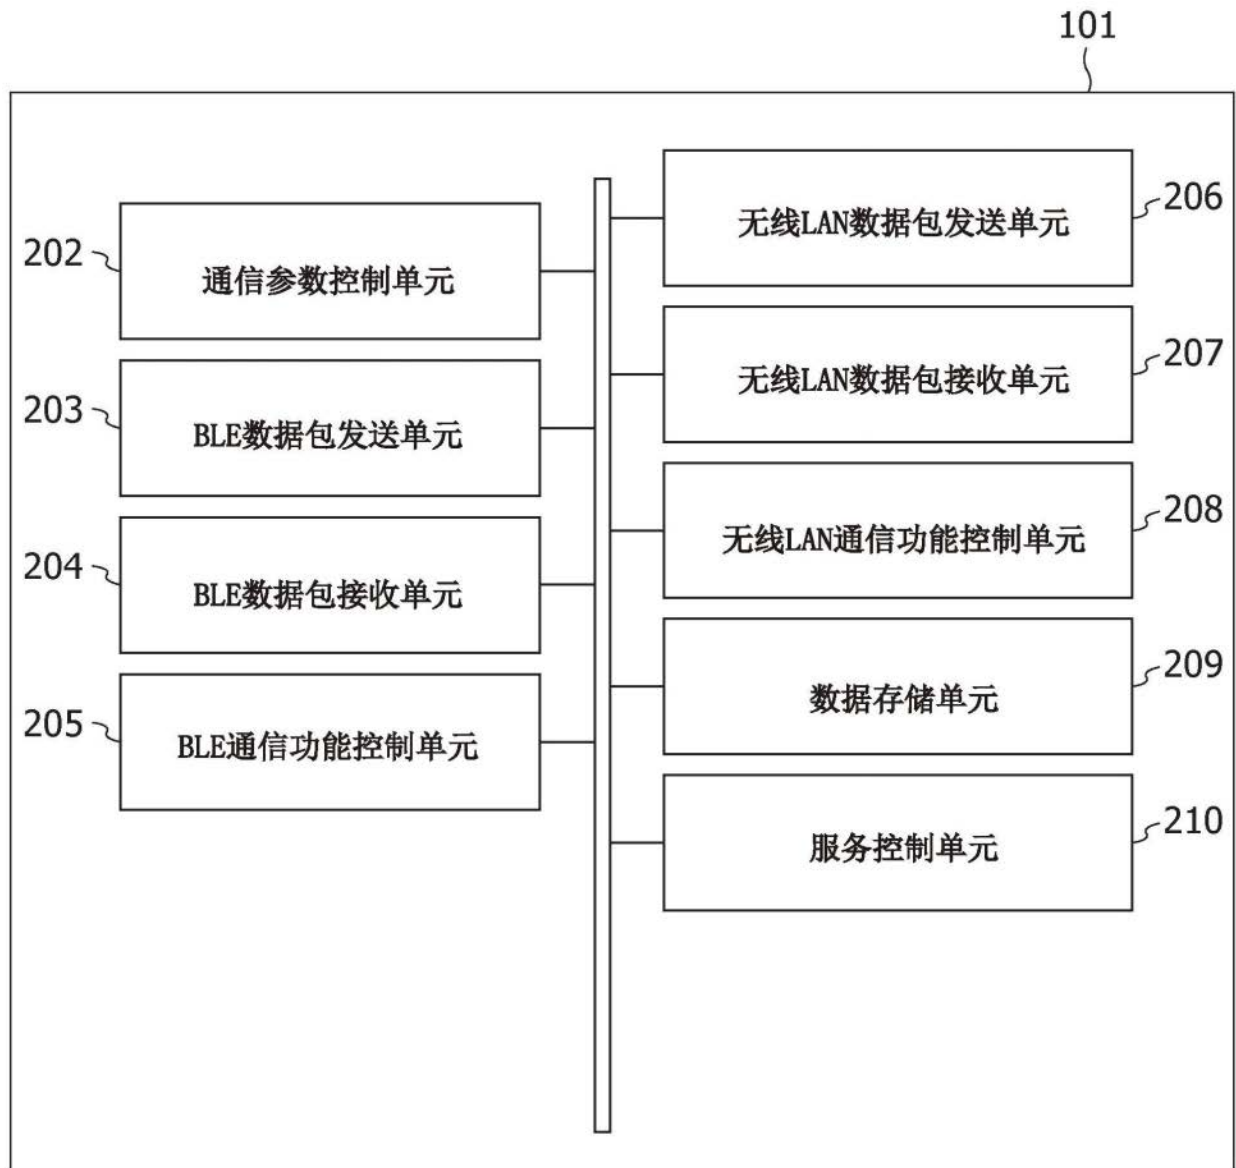 101
202
通信参数控制单元
203
BLE数据包发送单元
204
BLE数据包接收单元
205
BLE通信功能控制单元
无线LAN数据包发送单元
206
无线LAN数据包接收单元
207
无线LAN通信功能控制单元
208
数据存储单元
209
服务控制单元
210